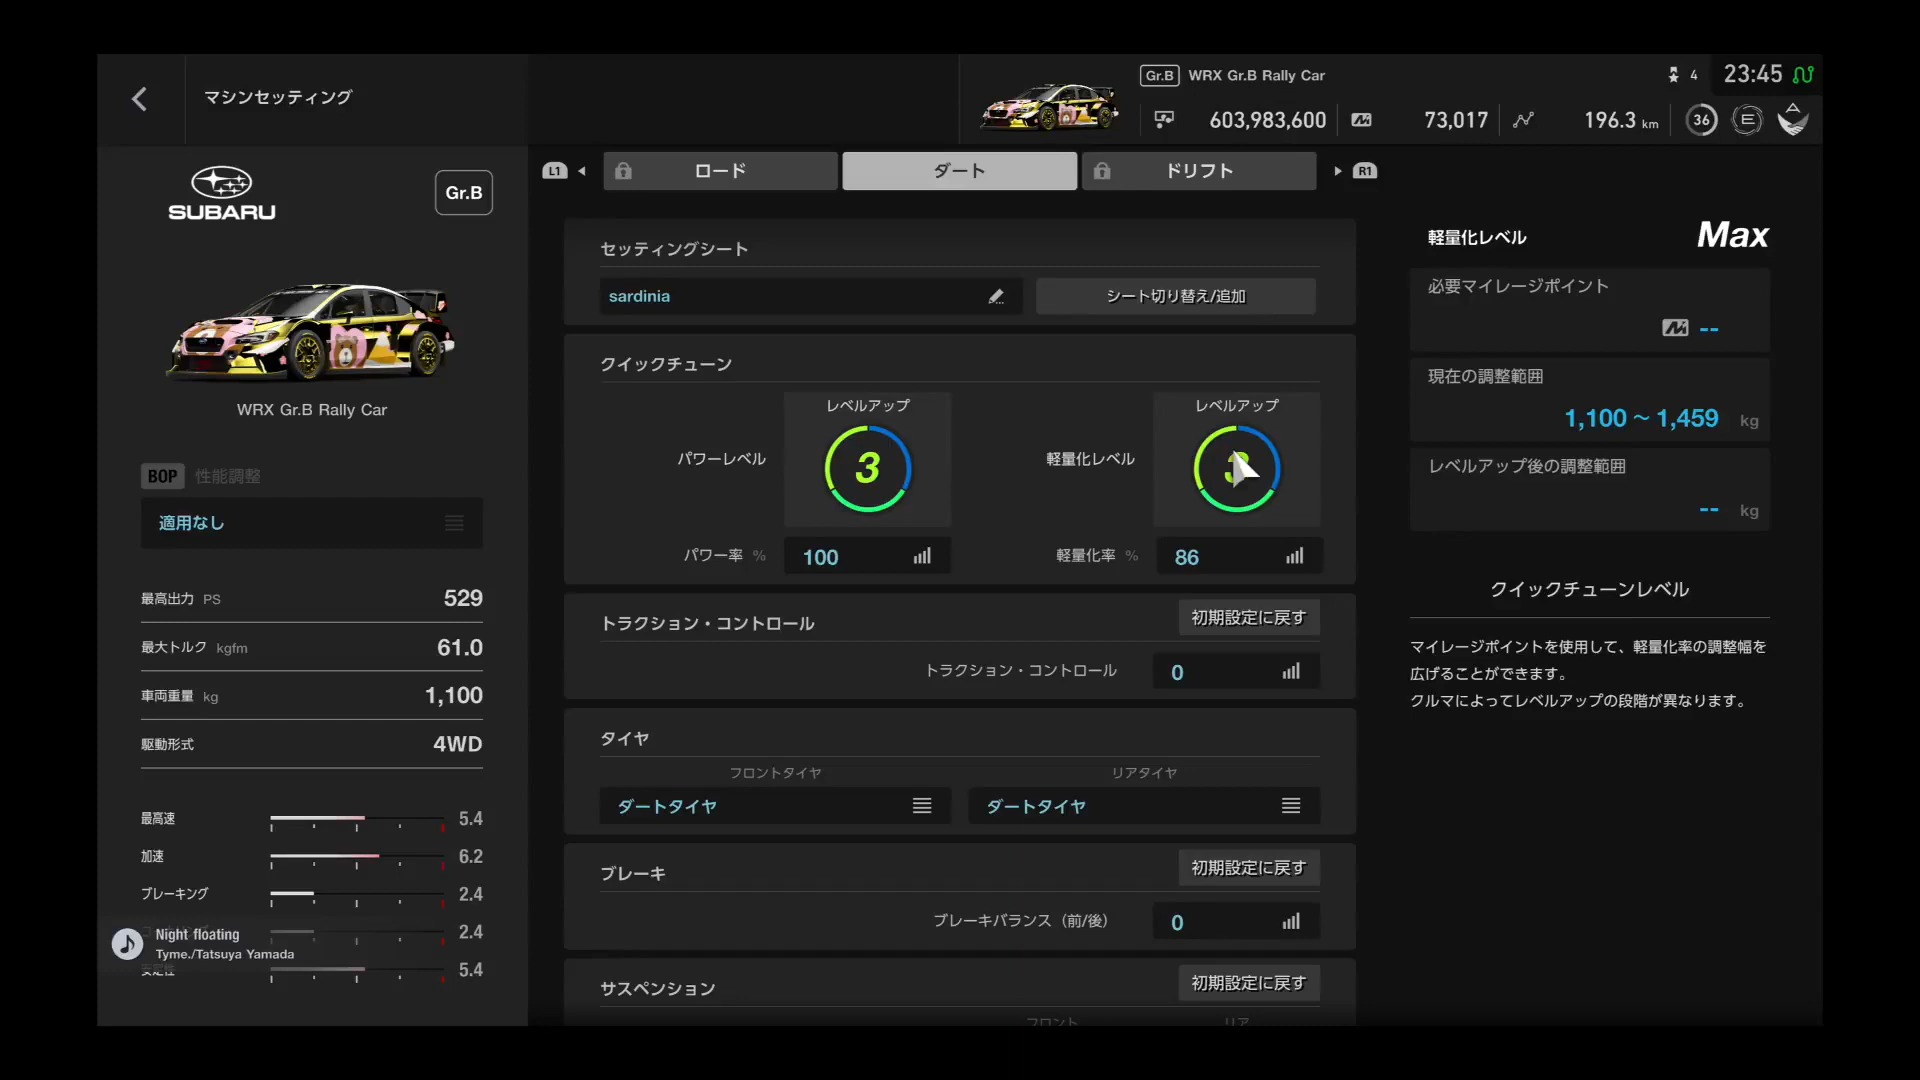 マシンセッティング
Gr.B WRX Gr.B Rally Car
4
23:45
603,983,600
73,017
196.3 km
36
E
SUBARU
Gr.B
WRX Gr.B Rally Car
BOP 性能調整
適用なし
最高出力 PS 529
最大トルク kgfm 61.0
車両重量 kg 1,100
駆動形式 4WD
最高速 5.4
加速 6.2
ブレーキング 2.4
2.4
安定性 5.4
Night floating
Tyme./Tatsuya Yamada
L1 ロード ダート ドリフト R1
セッティングシート
sardinia
シート切り替え/追加
クイックチューン
レベルアップ
レベルアップ
パワーレベル 3
軽量化レベル 3
パワー率 % 100
軽量化率 % 86
トラクション・コントロール 初期設定に戻す
トラクション・コントロール 0
タイヤ
フロントタイヤ リアタイヤ
ダートタイヤ ダートタイヤ
ブレーキ 初期設定に戻す
ブレーキバランス（前/後） 0
サスペンション 初期設定に戻す
フロント リア
軽量化レベル Max
必要マイレージポイント
--
現在の調整範囲
1,100 ~ 1,459 kg
レベルアップ後の調整範囲
-- kg
クイックチューンレベル
マイレージポイントを使用して、軽量化率の調整幅を
広げることができます。
クルマによってレベルアップの段階が異なります。